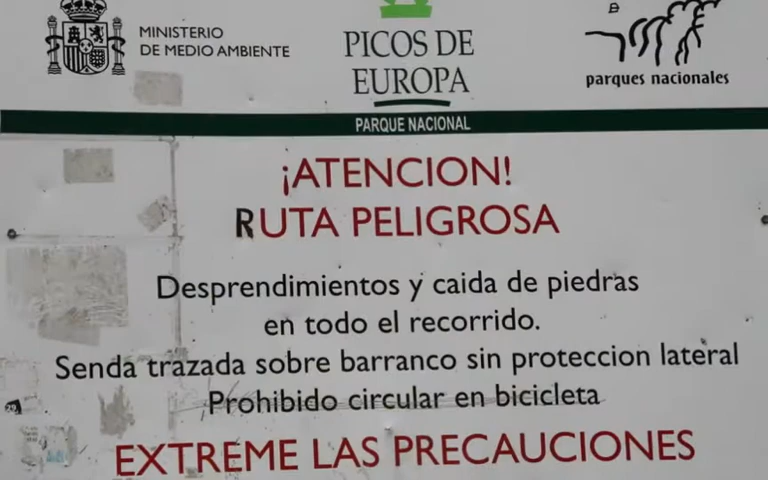 MINISTERIO
DE MEDIO AMBIENTE
PICOS DE
EUROPA
parques nacionales
PARQUE NACIONAL
¡ATENCION!
RUTA PELIGROSA
Desprendimientos y caida de piedras
en todo el recorrido.
Senda trazada sobre barranco sin proteccion lateral
Prohibido circular en bicicleta
EXTREME LAS PRECAUCIONES